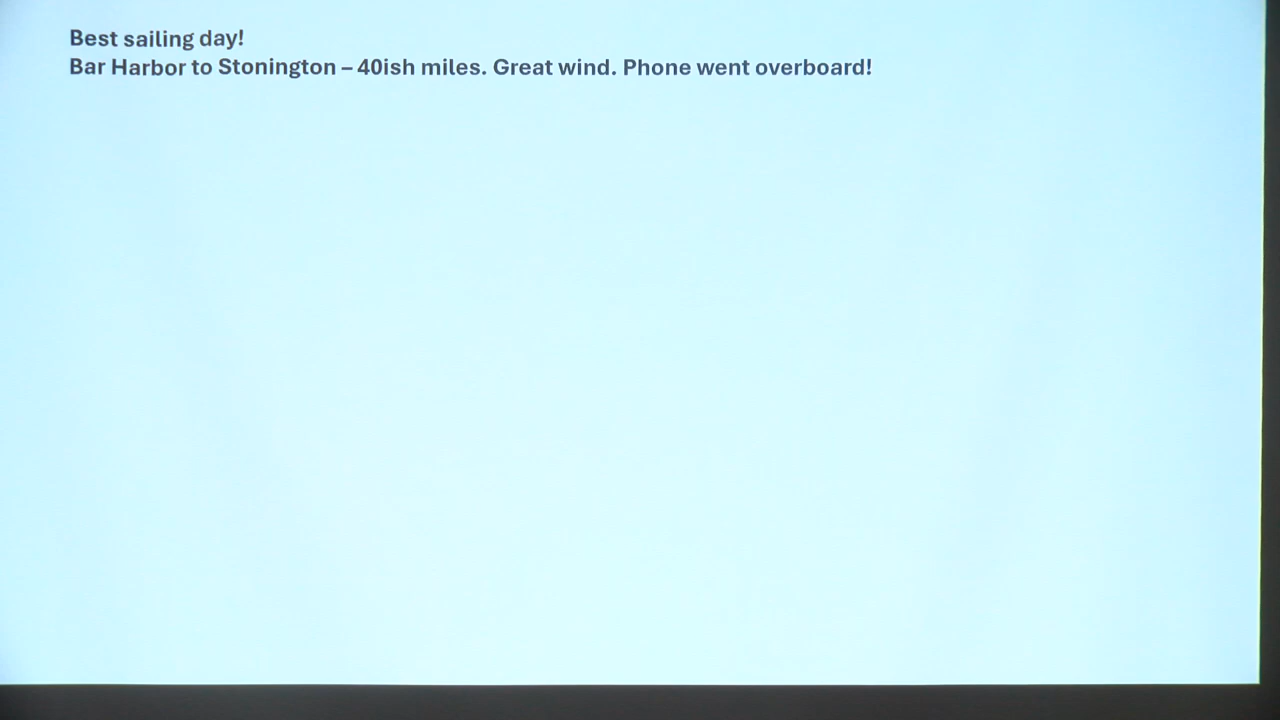 Best sailing day!
Bar Harbor to Stonington – 40ish miles. Great wind. Phone went overboard!